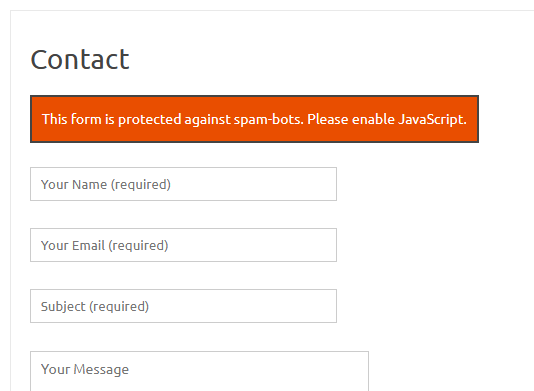 Contact
This form is protected against spam-bots. Please enable JavaScript.
Your Name (required)
Your Email (required)
Subject (required)
Your Message